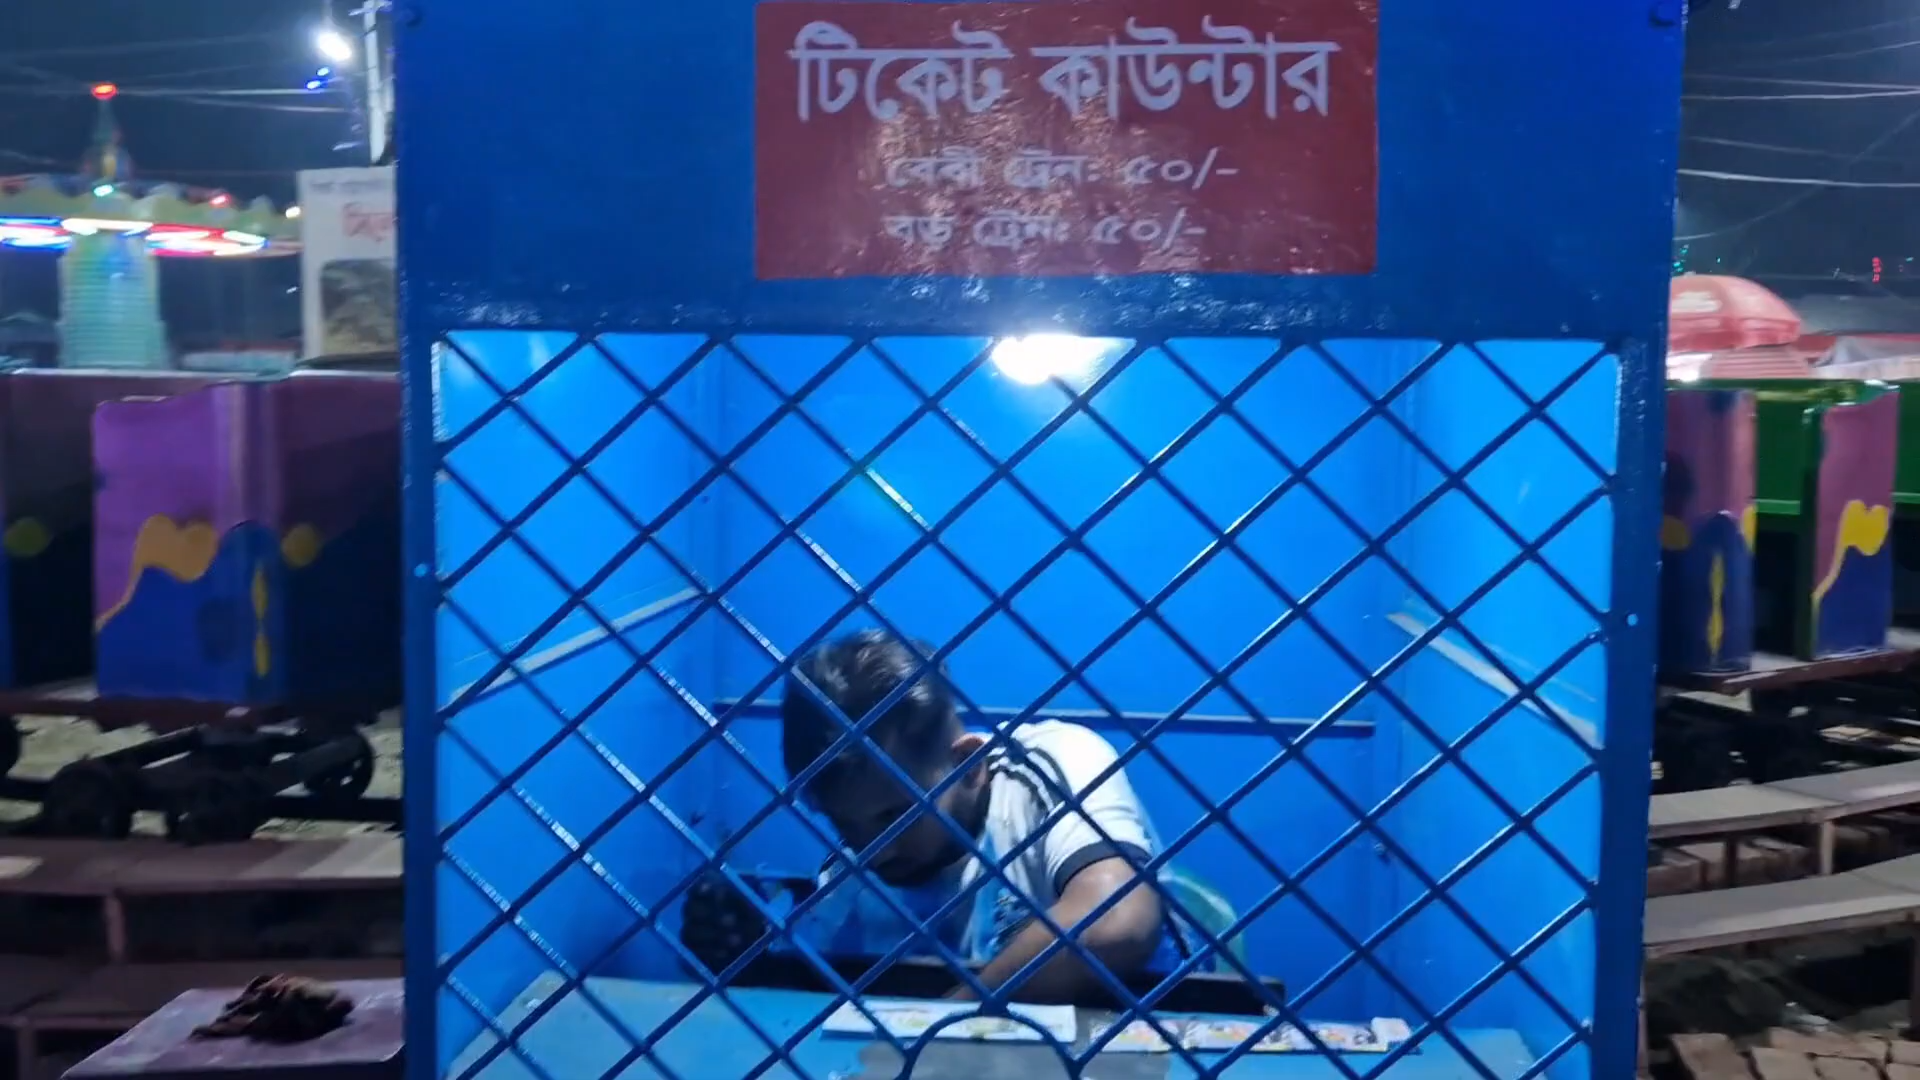 টিকেট কাউন্টার
বেবী ট্রেন: ৫০/-
বড় ট্রেন: ৫০/-